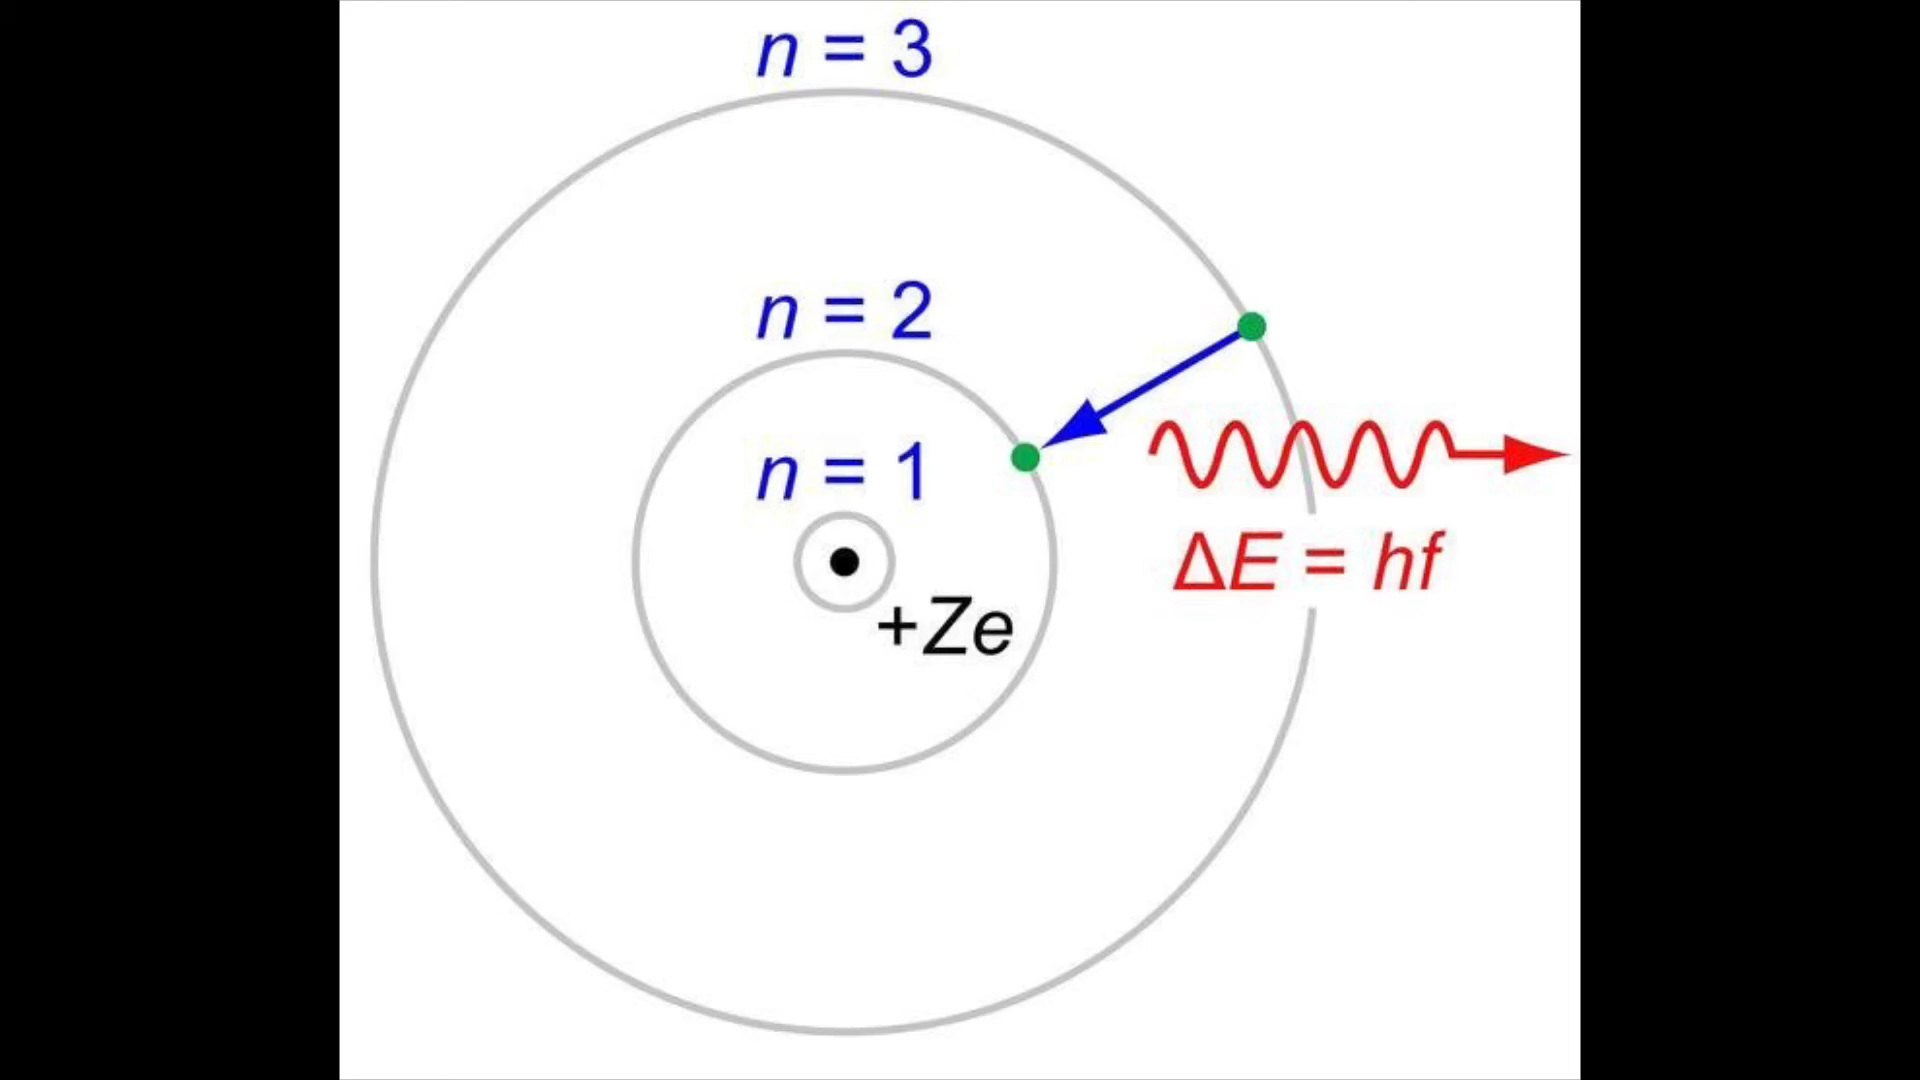 n = 3
n = 2
n = 1
+Ze
ΔE = hf